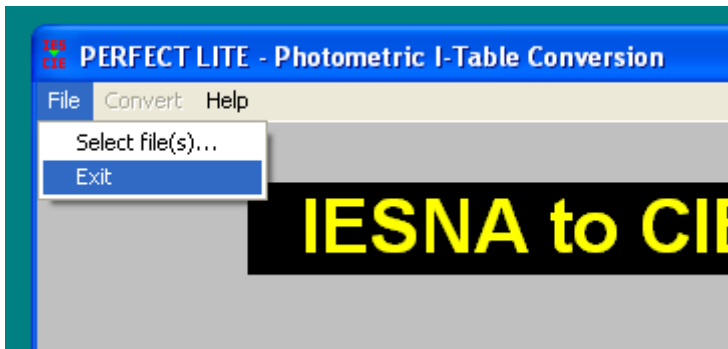 IES
CIE
PERFECT LITE - Photometric I-Table Conversion
File Convert Help
Select file(s)...
Exit
IESNA to CIE